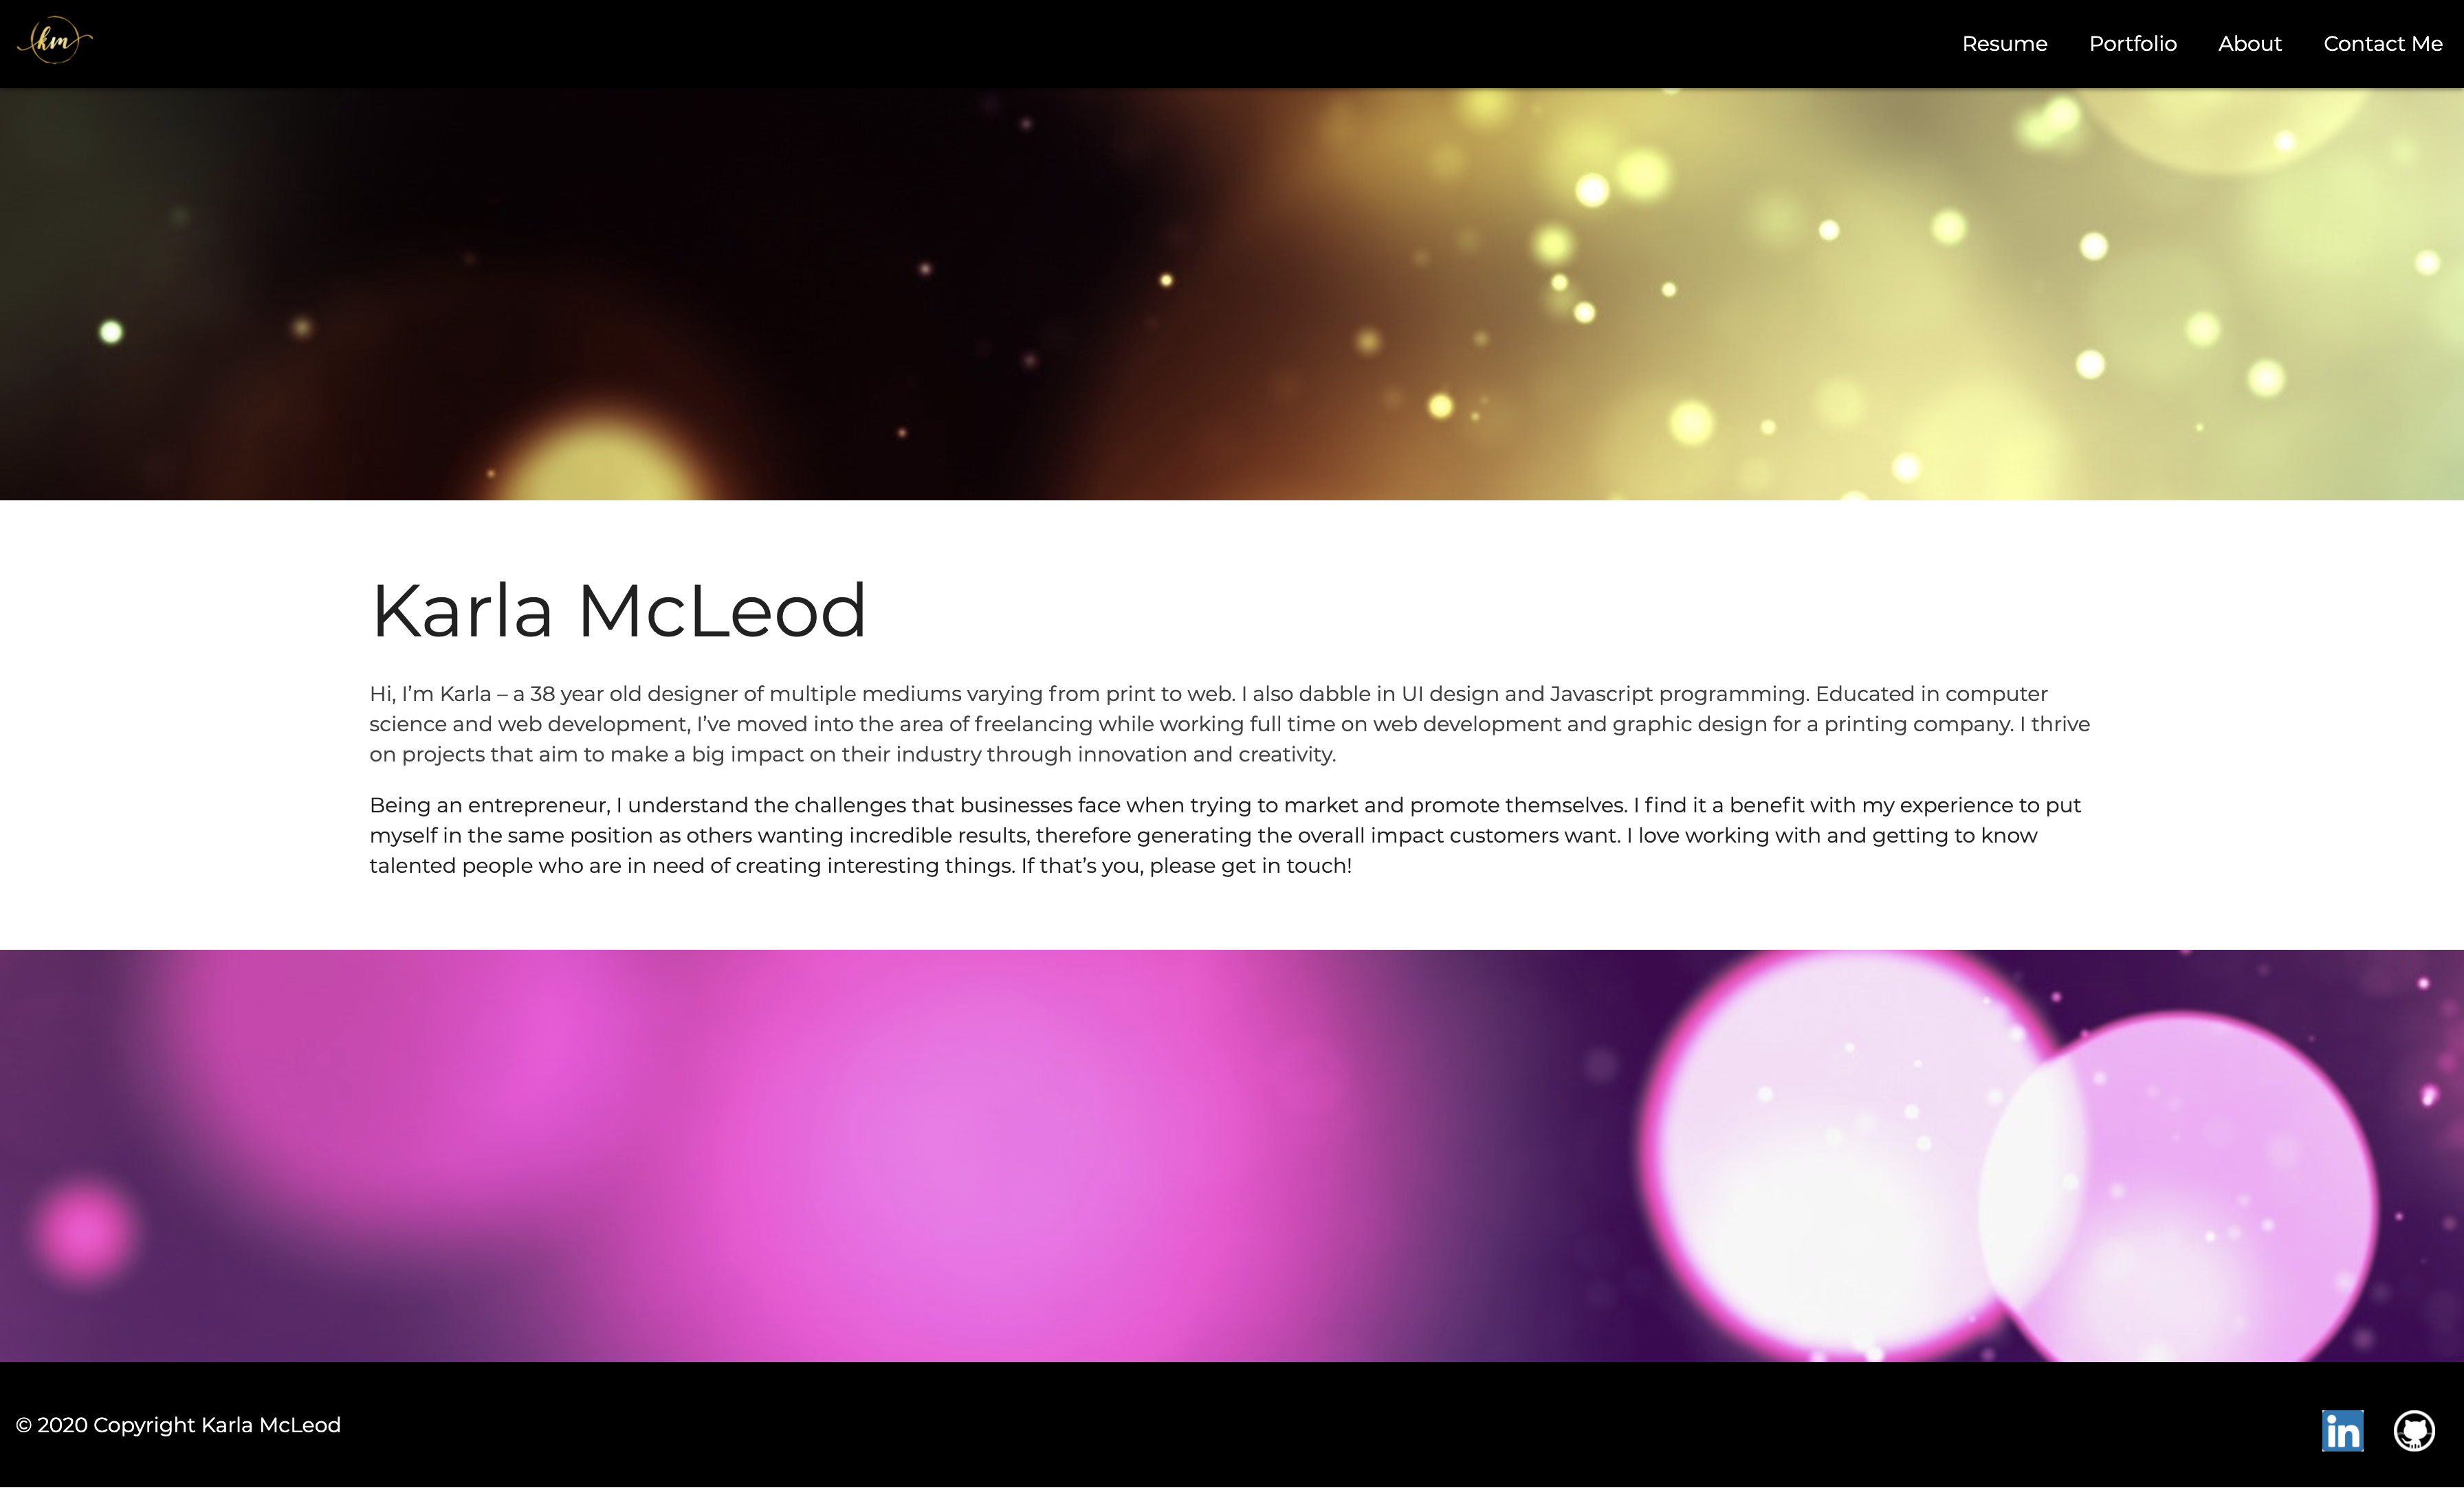 km
Resume Portfolio About Contact Me
Karla McLeod
Hi, I’m Karla – a 38 year old designer of multiple mediums varying from print to web. I also dabble in UI design and Javascript programming. Educated in computer
science and web development, I’ve moved into the area of freelancing while working full time on web development and graphic design for a printing company. I thrive
on projects that aim to make a big impact on their industry through innovation and creativity.
Being an entrepreneur, I understand the challenges that businesses face when trying to market and promote themselves. I find it a benefit with my experience to put
myself in the same position as others wanting incredible results, therefore generating the overall impact customers want. I love working with and getting to know
talented people who are in need of creating interesting things. If that’s you, please get in touch!
© 2020 Copyright Karla McLeod
in